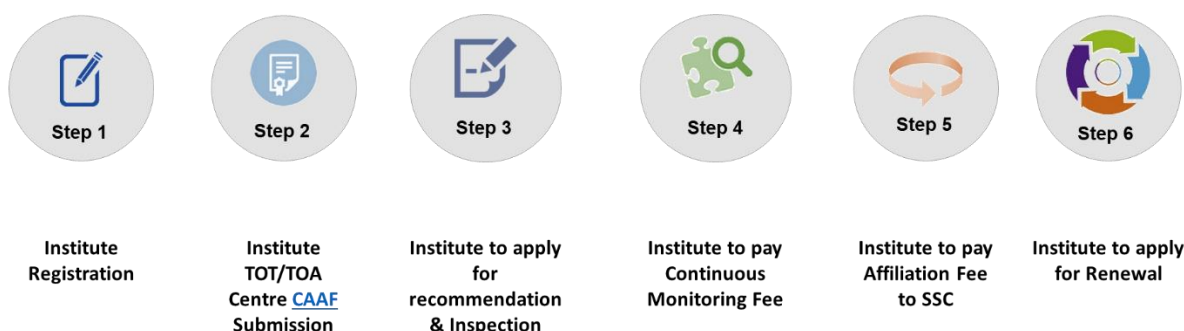 Step 1
Step 2
Step 3
Step 4
Step 5
Step 6
Institute
Registration
Institute
TOT/TOA
Centre CAAF
Submission
Institute to apply
for
recommendation
& Inspection
Institute to pay
Continuous
Monitoring Fee
Institute to pay
Affiliation Fee
to SSC
Institute to apply
for Renewal